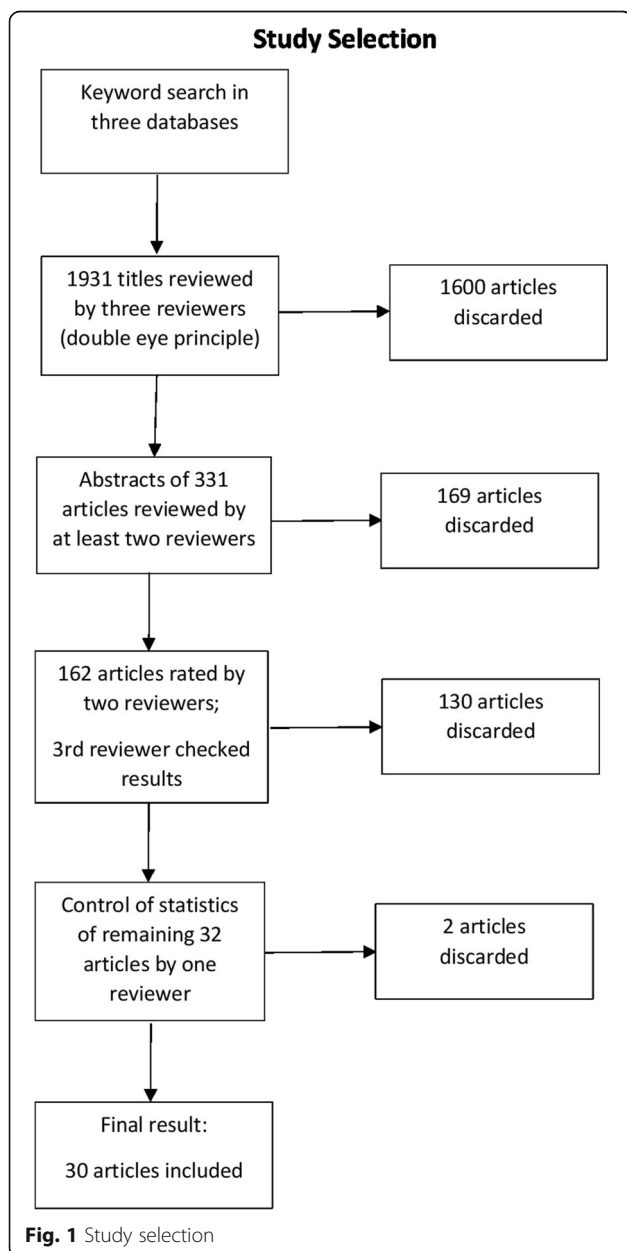 Study Selection
Keyword search in
three databases
1931 titles reviewed
by three reviewers
(double eye principle)
1600 articles
discarded
Abstracts of 331
articles reviewed by
at least two reviewers
169 articles
discarded
162 articles rated by
two reviewers;
3rd reviewer checked
results
130 articles
discarded
Control of statistics
of remaining 32
articles by one
reviewer
2 articles
discarded
Final result:
30 articles included
Fig. 1 Study selection